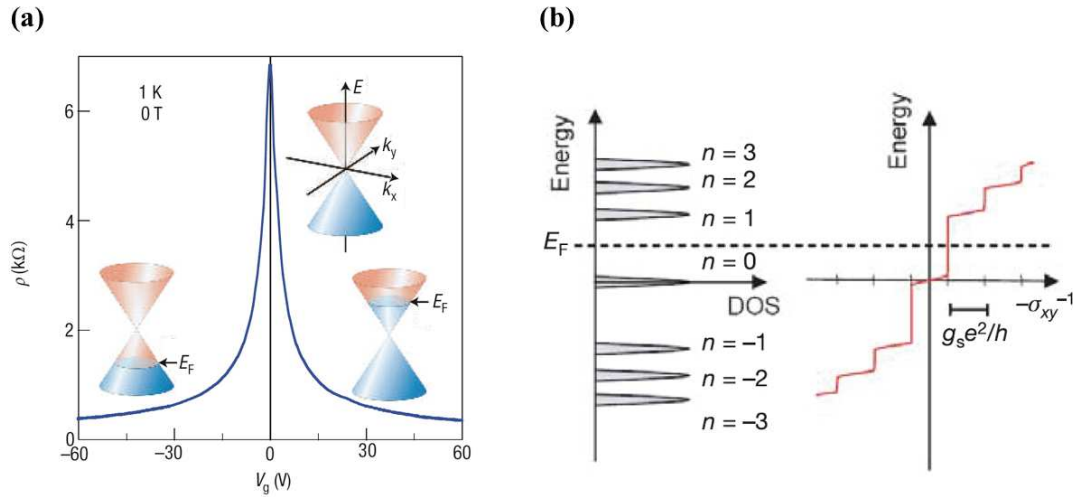 (a)
1 K
0 T
E
k_y
k_x
E_F
E_F
ρ (kΩ)
6
4
2
0
−60
−30
0
30
60
V_g (V)
(b)
Energy
Energy
n = 3
n = 2
n = 1
E_F
n = 0
DOS
−σ_xy⁻¹
g_s e²/h
n = −1
n = −2
n = −3